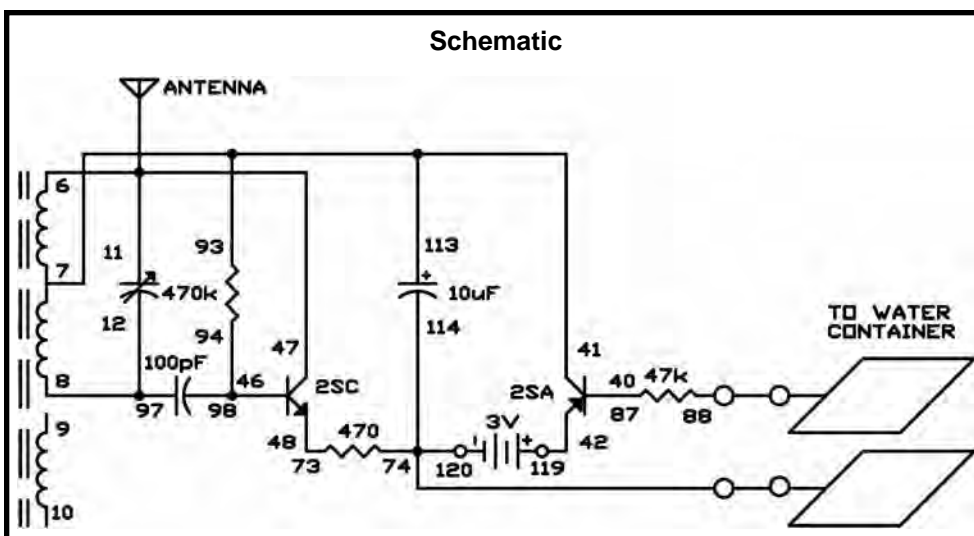 Schematic
ANTENNA
6
11
93
113
7
470k
+
10uF
12
94
114
TO WATER
CONTAINER
100pF
47
41
8
46
2SC
2SA
40
47k
97
98
87
88
9
48
470
3V
42
73
74
120
- +
119
10